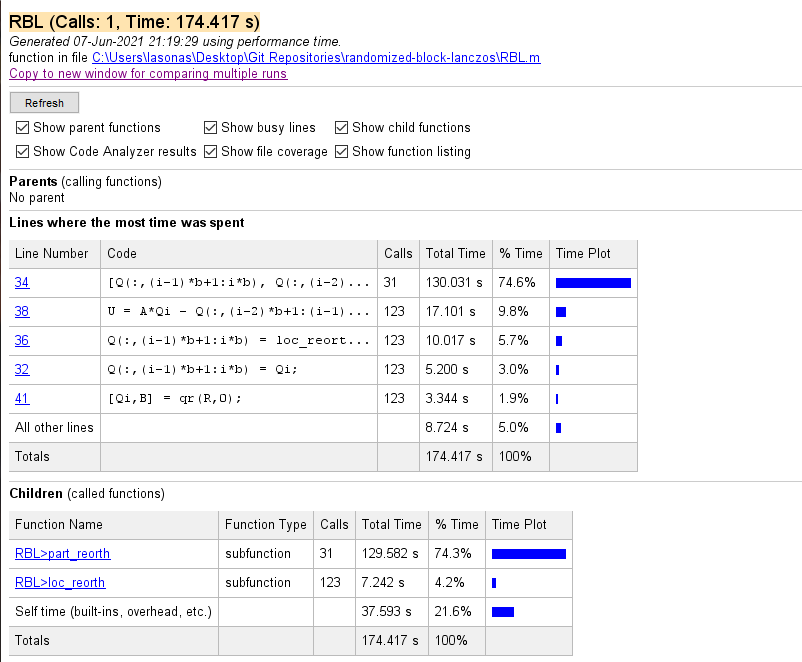 RBL (Calls: 1, Time: 174.417 s)
Generated 07-Jun-2021 21:19:29 using performance time.
function in file C:\Users\Iasonas\Desktop\Git Repositories\randomized-block-lanczos\RBL.m
Copy to new window for comparing multiple runs
Refresh
Show parent functions Show busy lines Show child functions
Show Code Analyzer results Show file coverage Show function listing
Parents (calling functions)
No parent
Lines where the most time was spent
Line Number Code Calls Total Time % Time Time Plot
34 [Q(:,(i-1)*b+1:i*b), Q(:,(i-2)... 31 130.031 s 74.6%
38 U = A*Qi - Q(:,(i-2)*b+1:(i-1)... 123 17.101 s 9.8%
36 Q(:,(i-1)*b+1:i*b) = loc_reort... 123 10.017 s 5.7%
32 Q(:,(i-1)*b+1:i*b) = Qi; 123 5.200 s 3.0%
41 [Qi,B] = qr(R,0); 123 3.344 s 1.9%
All other lines 8.724 s 5.0%
Totals 174.417 s 100%
Children (called functions)
Function Name Function Type Calls Total Time % Time Time Plot
RBL>part_reorth subfunction 31 129.582 s 74.3%
RBL>loc_reorth subfunction 123 7.242 s 4.2%
Self time (built-ins, overhead, etc.) 37.593 s 21.6%
Totals 174.417 s 100%